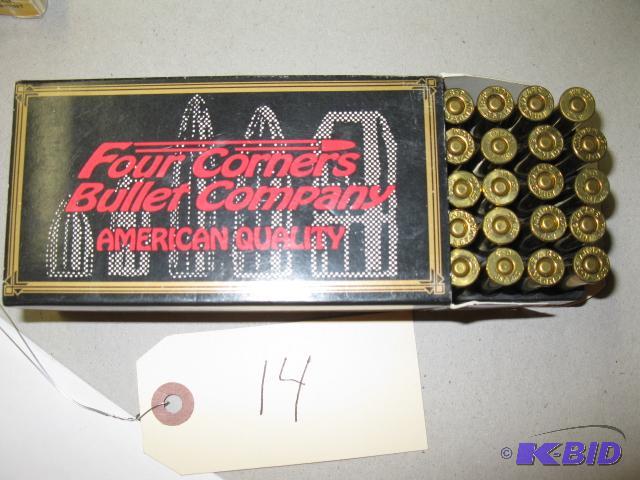 Four Corners
Bullet Company
AMERICAN QUALITY
14
© K-BID